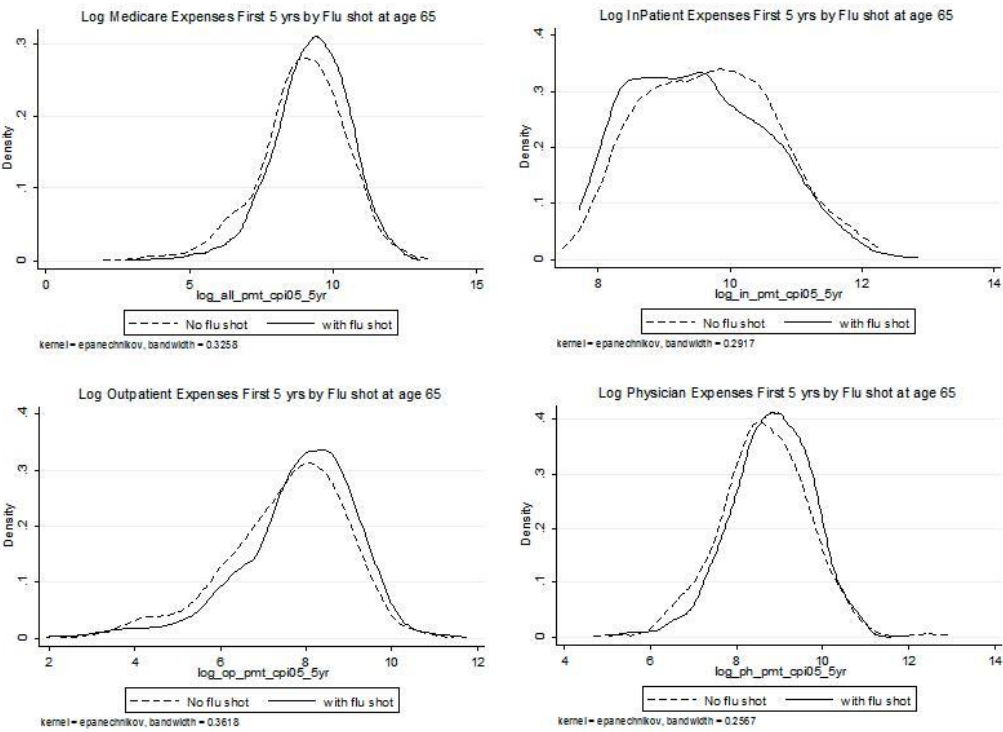 Log Medicare Expenses First 5 yrs by Flu shot at age 65
Density
0 .1 .2 .3
0 5 10 15
log_all_pmt_cpi05_5yr
No flu shot with flu shot
kernel = epanechnikov, bandwidth = 0.3258
Log InPatient Expenses First 5 yrs by Flu shot at age 65
Density
0 .1 .2 .3 .4
8 10 12 14
log_in_pmt_cpi05_5yr
No flu shot with flu shot
kernel = epanechnikov, bandwidth = 0.2917
Log Outpatient Expenses First 5 yrs by Flu shot at age 65
Density
0 .1 .2 .3 .4
2 4 6 8 10 12
log_op_pmt_cpi05_5yr
No flu shot with flu shot
kernel = epanechnikov, bandwidth = 0.3618
Log Physician Expenses First 5 yrs by Flu shot at age 65
Density
0 .1 .2 .3 .4
4 6 8 10 12 14
log_ph_pmt_cpi05_5yr
No flu shot with flu shot
kernel = epanechnikov, bandwidth = 0.2567